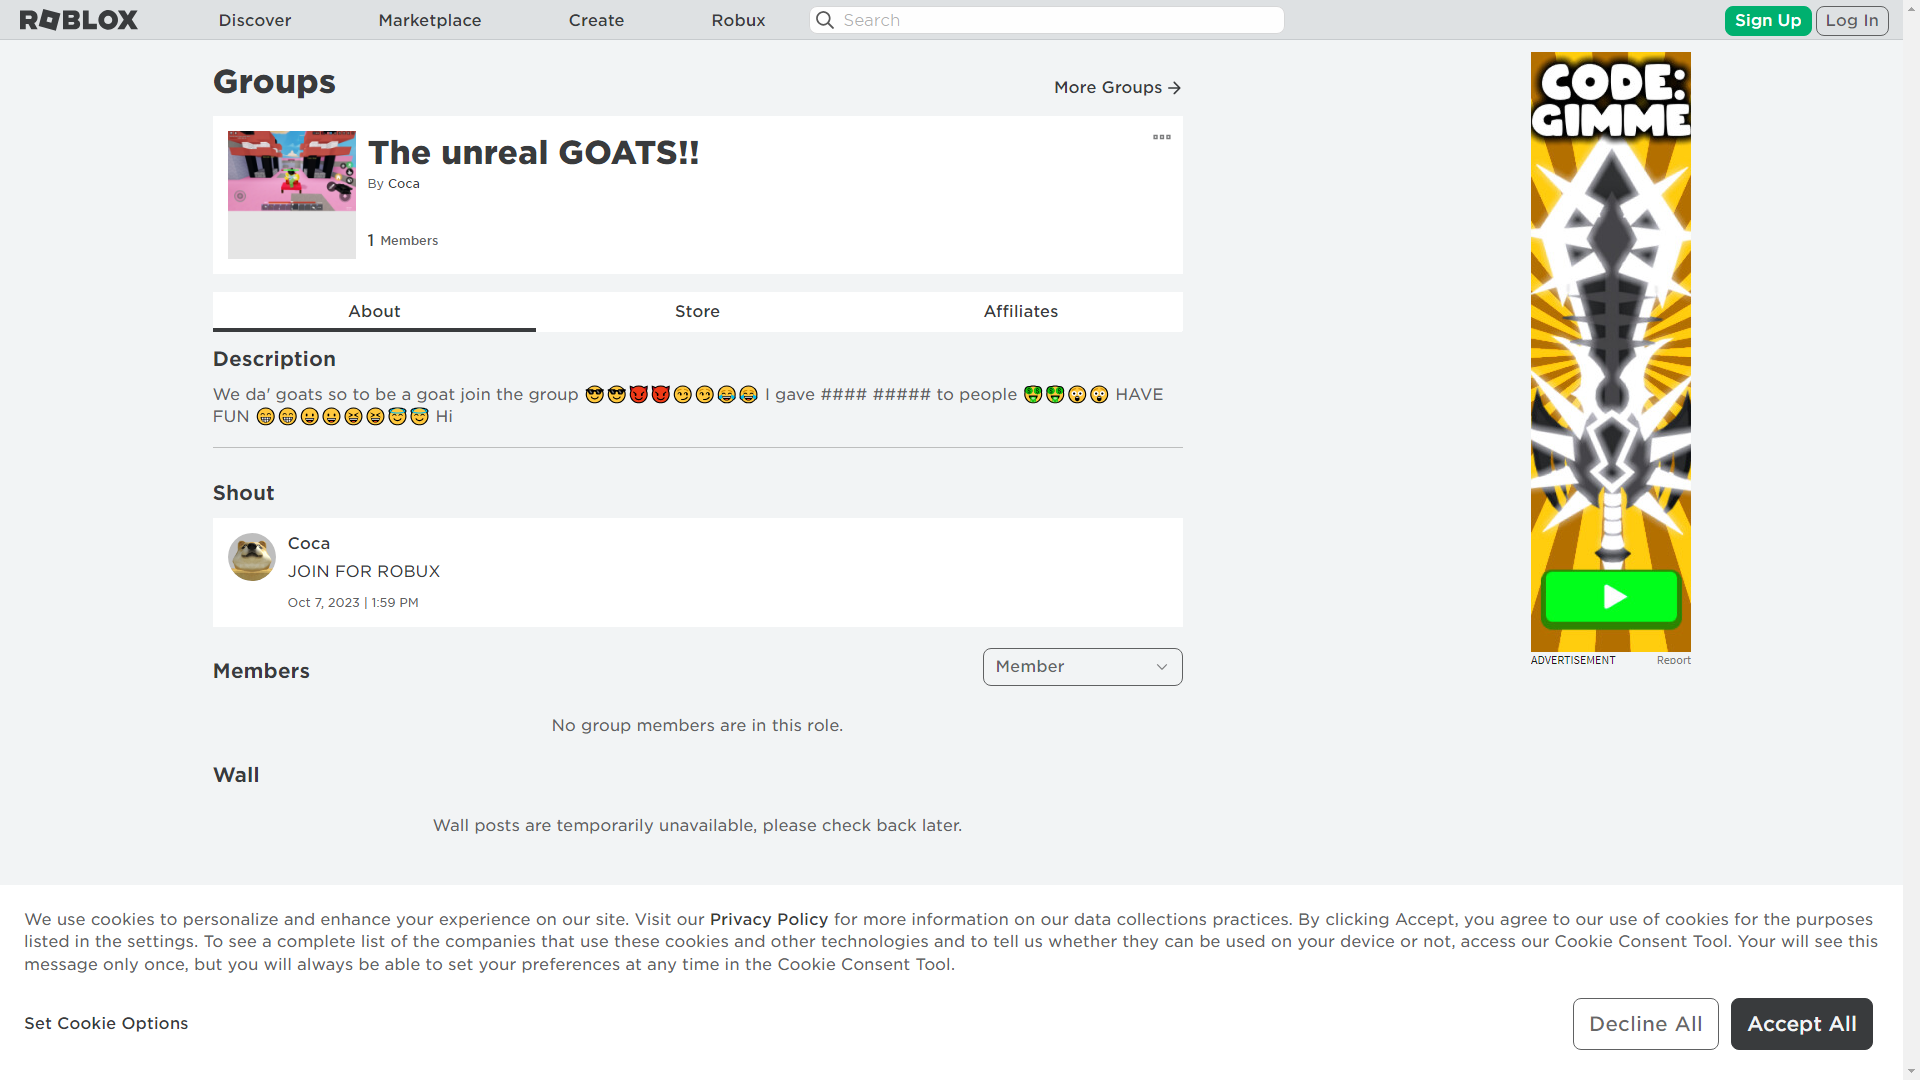 ROBLOX Discover Marketplace Create Robux Search Sign Up Log In
Groups
More Groups
The unreal GOATS!!
By Coca
1 Members
About Store Affiliates
Description
We da' goats so to be a goat join the group 😎😎😈😈😏😏😂😂 I gave #### ##### to people 🤑🤑😲😲 HAVE
FUN 😁😁😀😀😆😆😇😇 Hi
Shout
Coca
JOIN FOR ROBUX
Oct 7, 2023 | 1:59 PM
Members
Member
No group members are in this role.
Wall
Wall posts are temporarily unavailable, please check back later.
CODE:
GIMME
ADVERTISEMENT Report
We use cookies to personalize and enhance your experience on our site. Visit our Privacy Policy for more information on our data collections practices. By clicking Accept, you agree to our use of cookies for the purposes
listed in the settings. To see a complete list of the companies that use these cookies and other technologies and to tell us whether they can be used on your device or not, access our Cookie Consent Tool. Your will see this
message only once, but you will always be able to set your preferences at any time in the Cookie Consent Tool.
Set Cookie Options
Decline All
Accept All